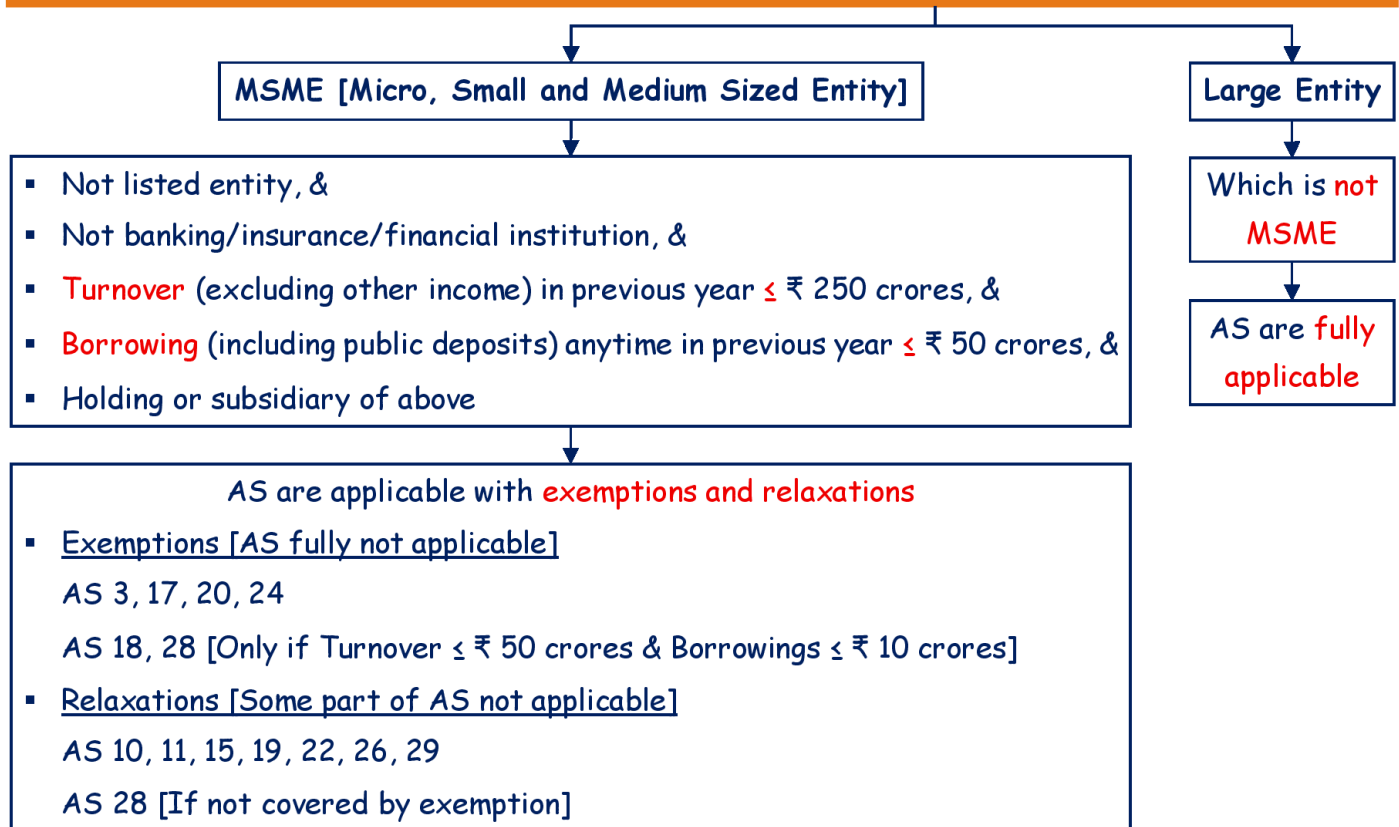 MSME [Micro, Small and Medium Sized Entity]
Large Entity
▪ Not listed entity, &
▪ Not banking/insurance/financial institution, &
▪ Turnover (excluding other income) in previous year ≤ ₹ 250 crores, &
▪ Borrowing (including public deposits) anytime in previous year ≤ ₹ 50 crores, &
▪ Holding or subsidiary of above
Which is not
MSME
AS are fully
applicable
AS are applicable with exemptions and relaxations
▪ Exemptions [AS fully not applicable]
AS 3, 17, 20, 24
AS 18, 28 [Only if Turnover ≤ ₹ 50 crores & Borrowings ≤ ₹ 10 crores]
▪ Relaxations [Some part of AS not applicable]
AS 10, 11, 15, 19, 22, 26, 29
AS 28 [If not covered by exemption]